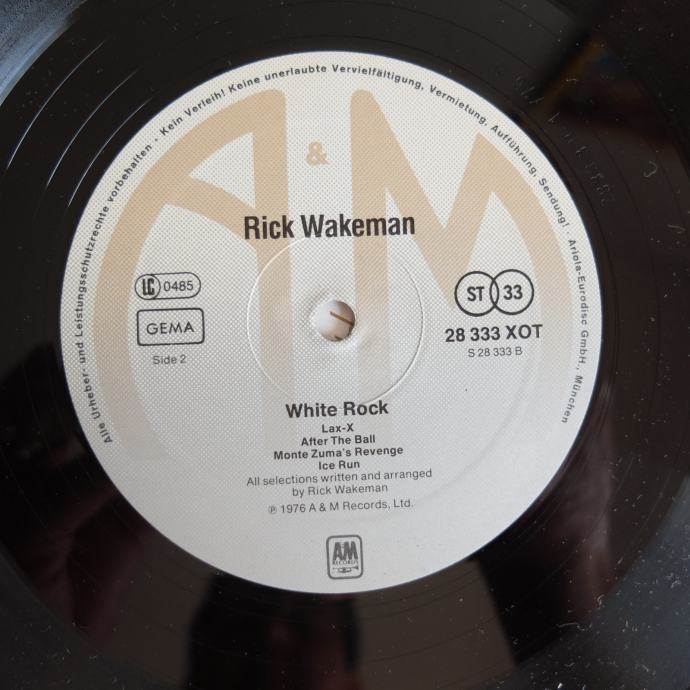 Alle Urheber- und Leistungsschutzrechte vorbehalten - Kein Verleih! Keine unerlaubte Vervielfältigung, Vermietung, Aufführung, Sendung! · Ariola-Eurodisc GmbH., München
A & M
Rick Wakeman
LC 0485
GEMA
Side 2
ST 33
28 333 XOT
S 28 333 B
White Rock
Lax-X
After The Ball
Monte Zuma's Revenge
Ice Run
All selections written and arranged
by Rick Wakeman
℗ 1976 A & M Records, Ltd.
A&M
RECORDS